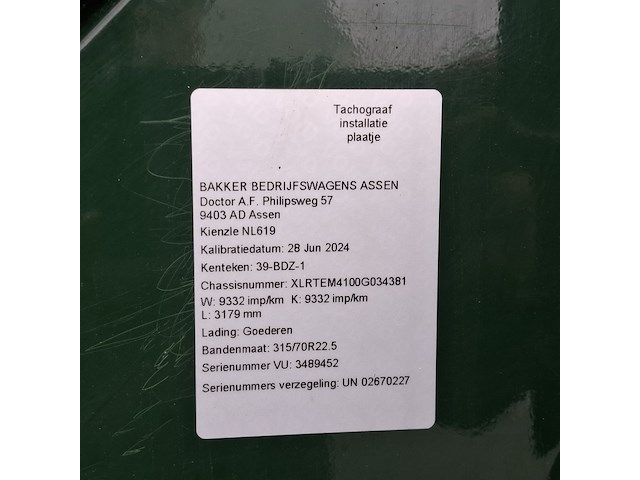 Tachograaf
installatie
plaatje
BAKKER BEDRIJFSWAGENS ASSEN
Doctor A.F. Philipsweg 57
9403 AD Assen
Kienzle NL619
Kalibratiedatum: 28 Jun 2024
Kenteken: 39-BDZ-1
Chassisnummer: XLRTEM4100G034381
W: 9332 imp/km K: 9332 imp/km
L: 3179 mm
Lading: Goederen
Bandenmaat: 315/70R22.5
Serienummer VU: 3489452
Serienummers verzegeling: UN 02670227